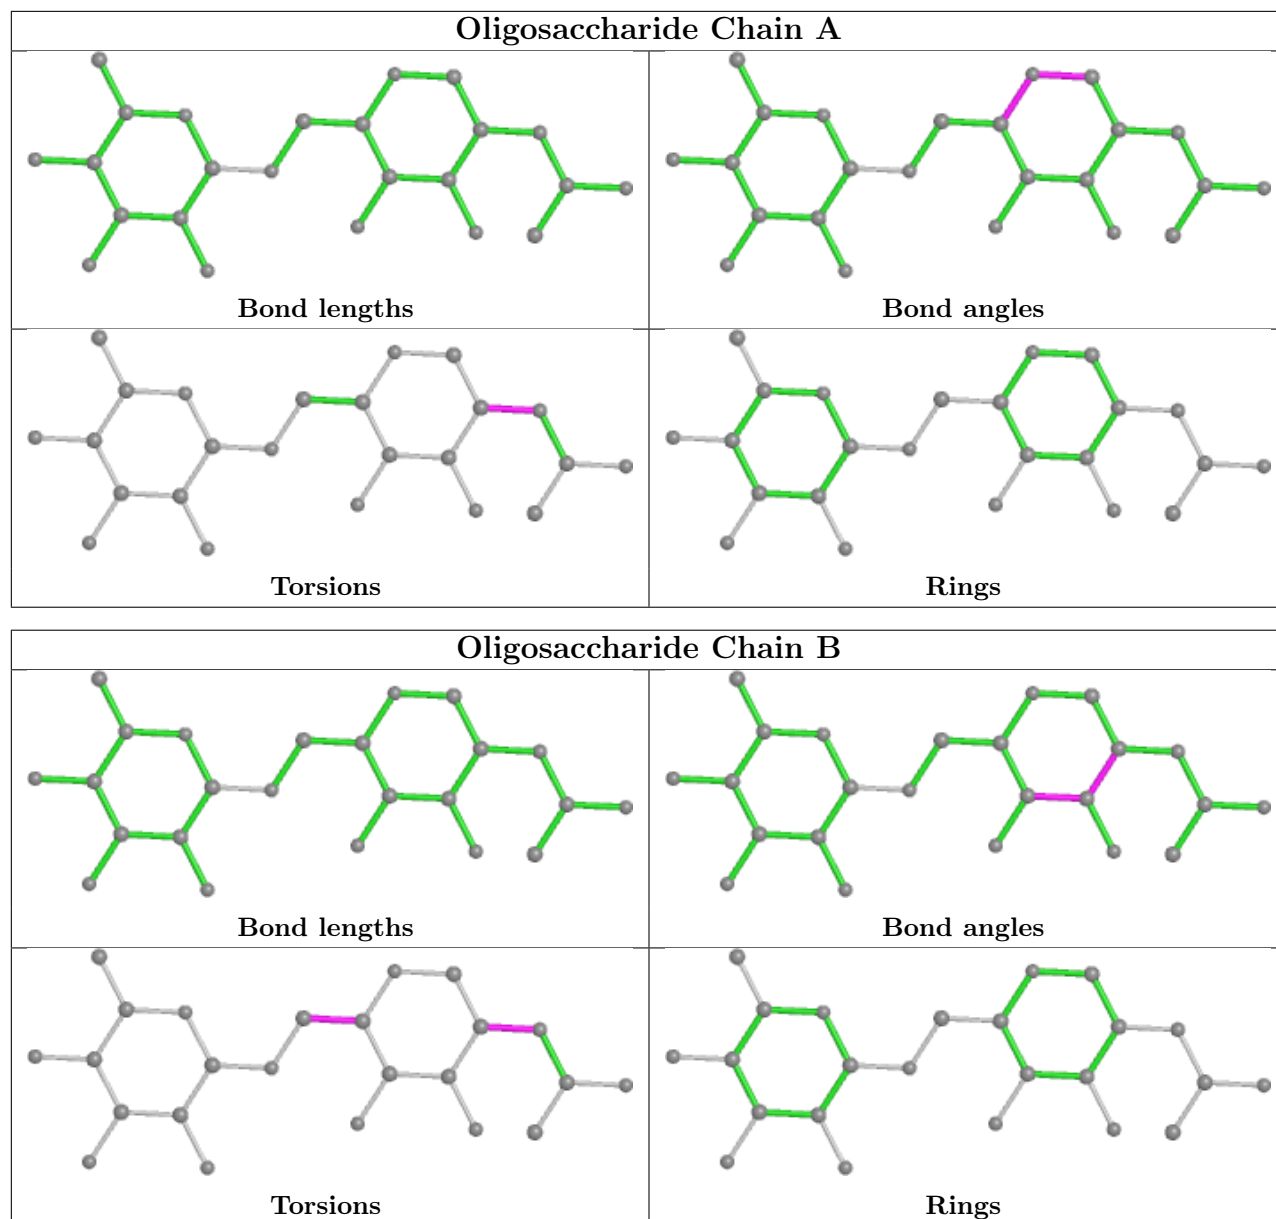 Oligosaccharide Chain A
Bond lengths
Bond angles
Torsions
Rings
Oligosaccharide Chain B
Bond lengths
Bond angles
Torsions
Rings